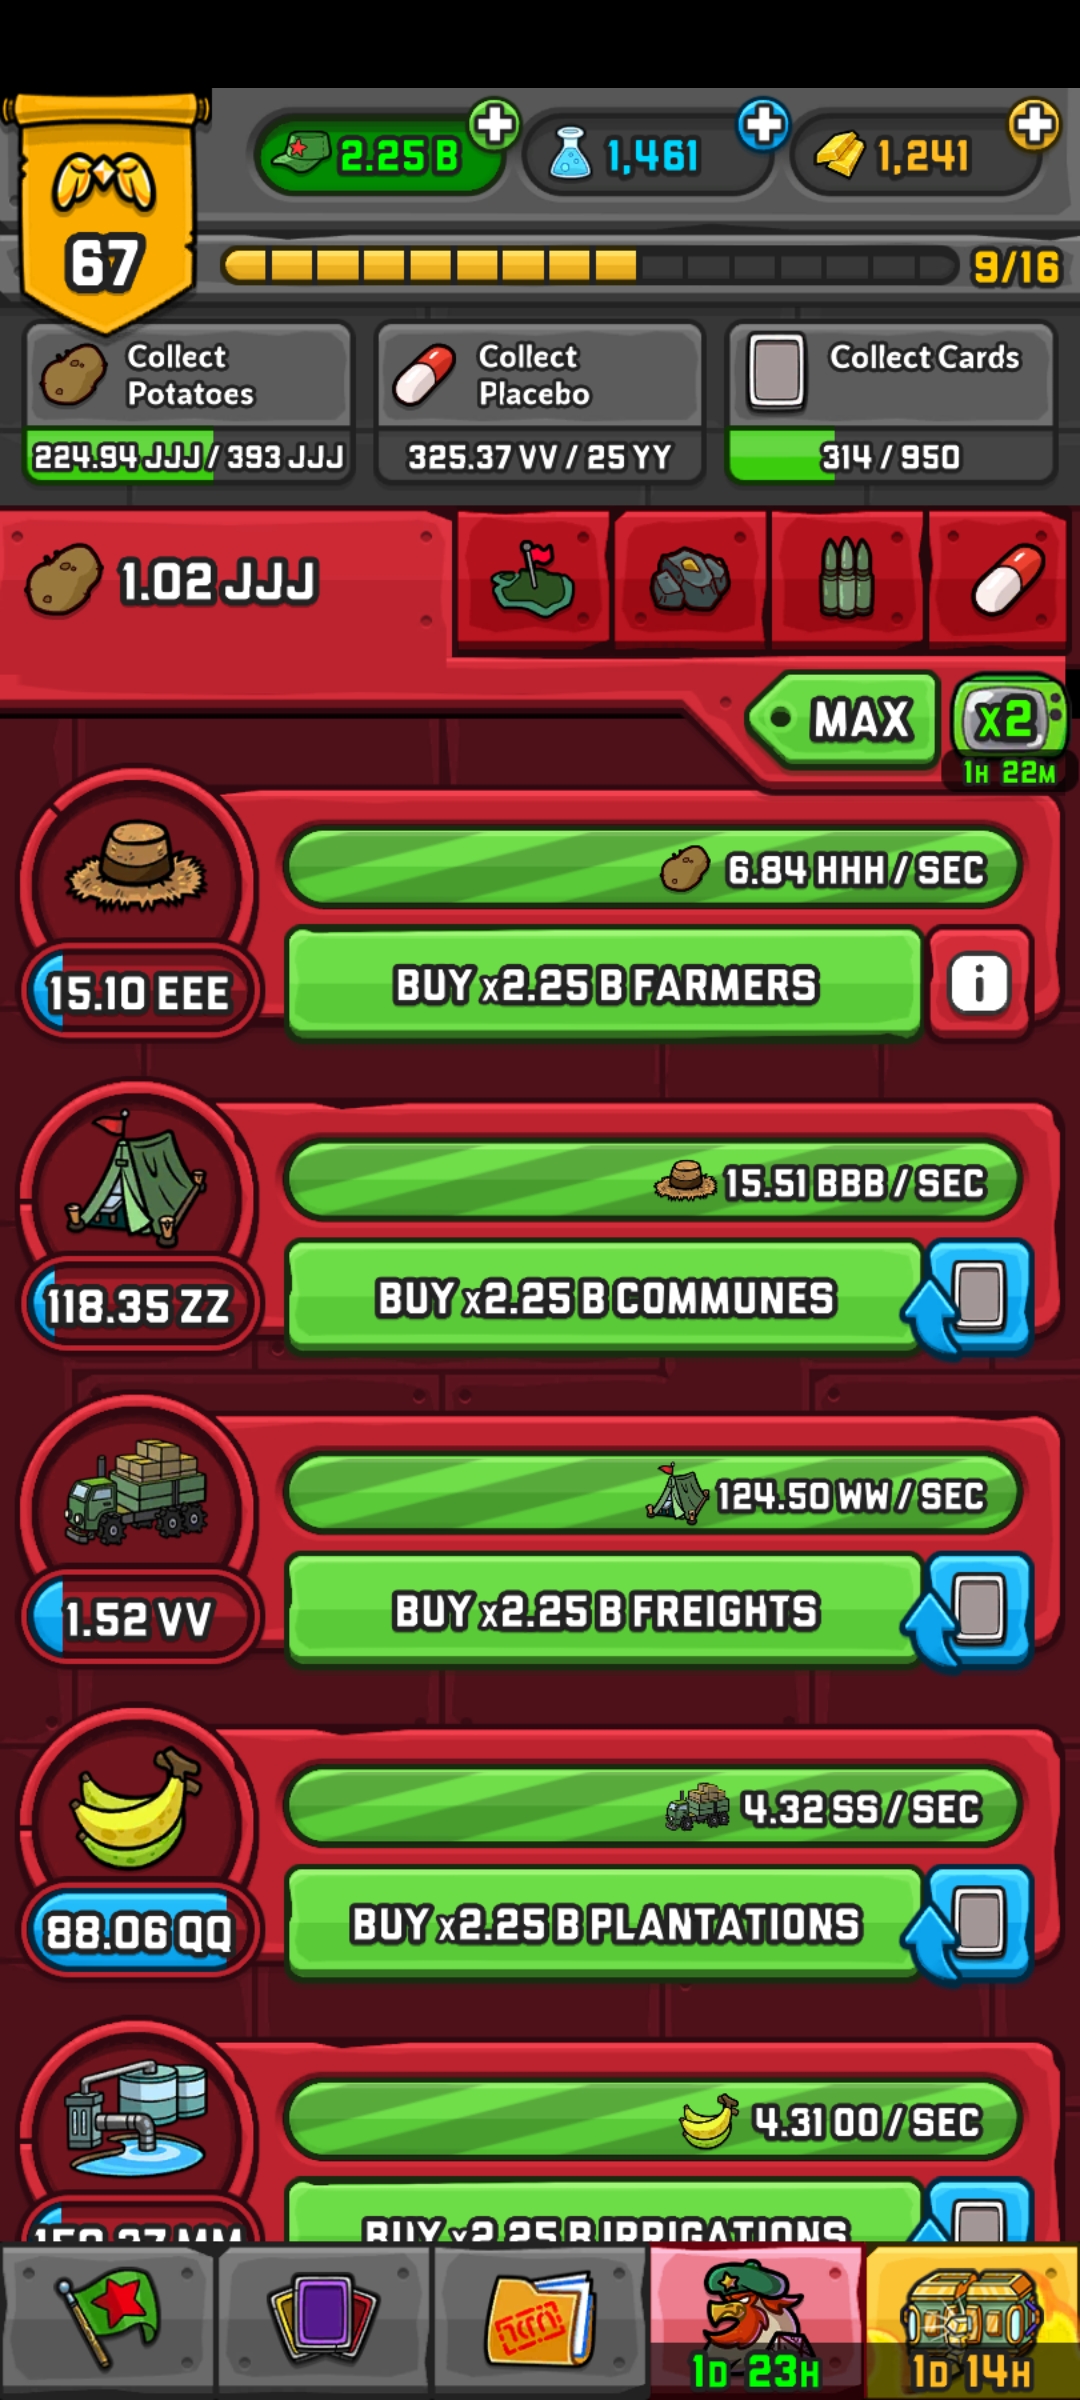 2.25 B
1,461
1,241
67
9/16
Collect
Potatoes
Collect
Placebo
Collect Cards
224.94 JJJ / 393 JJJ
325.37 VV / 25 YY
314 / 950
1.02 JJJ
MAX
x2
1H 22M
6.84 HHH / SEC
15.10 EEE
BUY x2.25 B FARMERS
i
15.51 BBB / SEC
118.35 ZZ
BUY x2.25 B COMMUNES
124.50 WW / SEC
1.52 VV
BUY x2.25 B FREIGHTS
4.32 SS / SEC
88.06 QQ
BUY x2.25 B PLANTATIONS
4.31 OO / SEC
BUY x2.25 B IRRIGATIONS
1D 23H
1D 14H